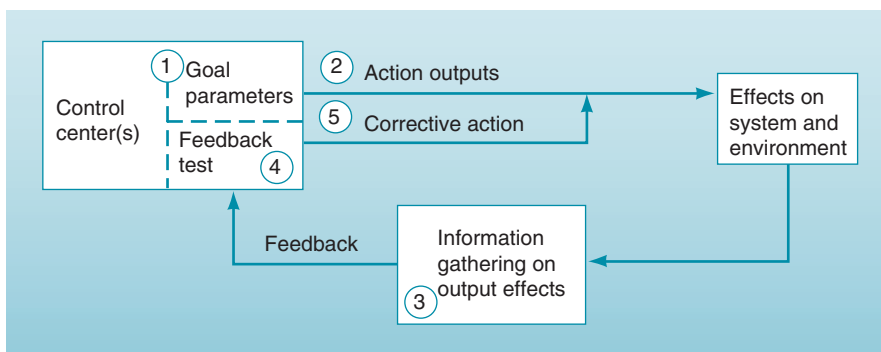 1
Goal
parameters
Control
center(s)
Feedback
test
4
2
Action outputs
5
Corrective action
Effects on
system and
environment
Feedback
Information
gathering on
output effects
3